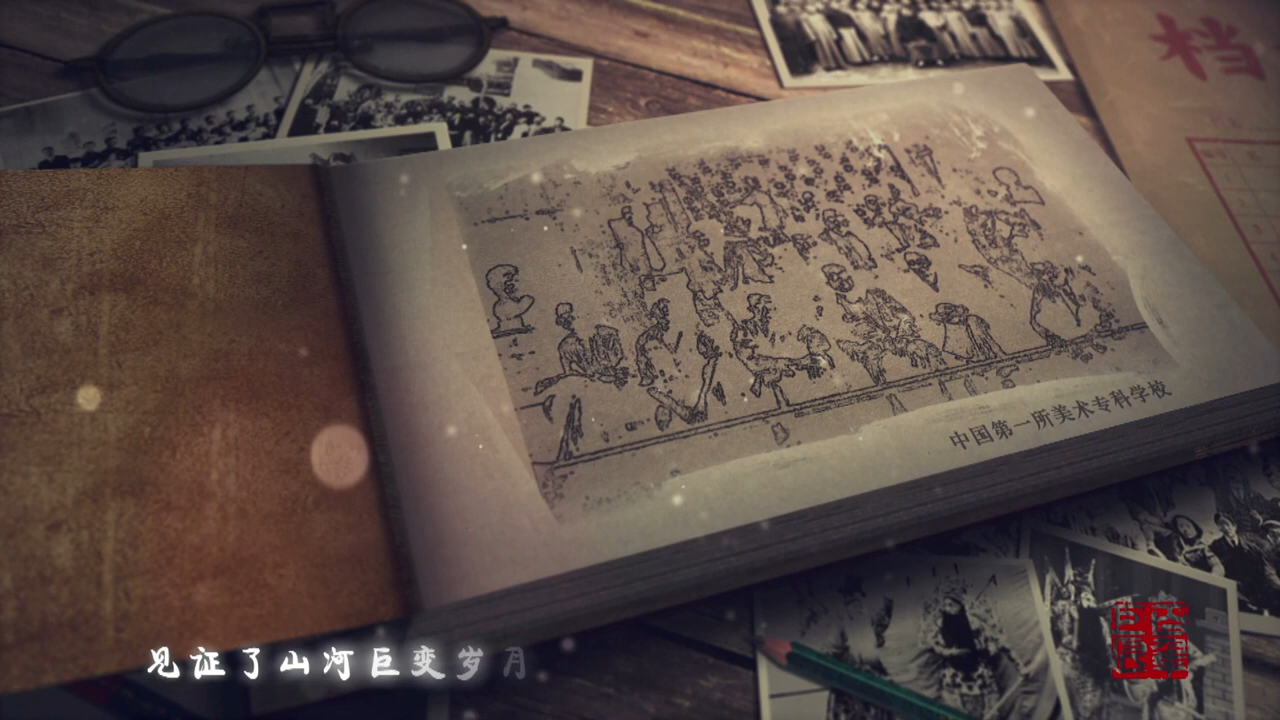 档
中国第一所美术专科学校
见证了山河巨变岁月